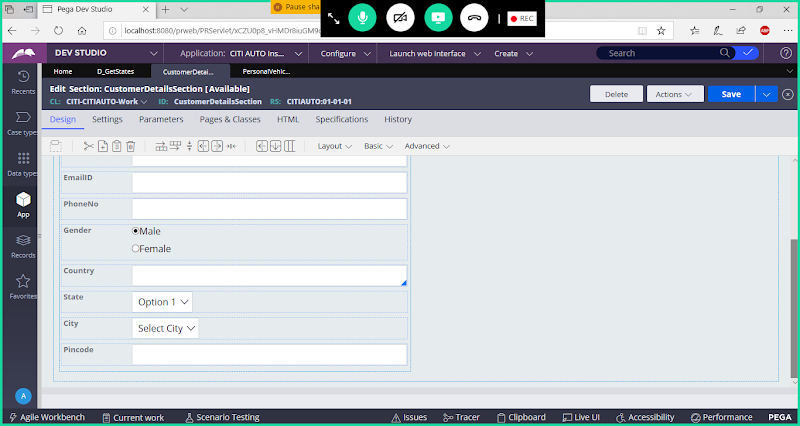 Pega Dev Studio
Pause sha
REC
localhost:8080/prweb/PRServlet/xCZU0p8_vHMDr8iuGM9
DEV STUDIO
Application: CITI AUTO Ins...
Configure
Launch web interface
Create
Search
Home
D_GetStates
CustomerDetai...
PersonalVehic...
Edit Section: CustomerDetailsSection [Available]
CL: CITI-CITIAUTO-Work
ID: CustomerDetailsSection
RS: CITIAUTO:01-01-01
Delete
Actions
Save
Recents
Case types
Data types
App
Records
Favorites
A
Design
Settings
Parameters
Pages & Classes
HTML
Specifications
History
Layout
Basic
Advanced
EmailID
PhoneNo
Gender
Male
Female
Country
State
Option 1
City
Select City
Pincode
Agile Workbench
Current work
Scenario Testing
Issues
Tracer
Clipboard
Live UI
Accessibility
Performance
PEGA